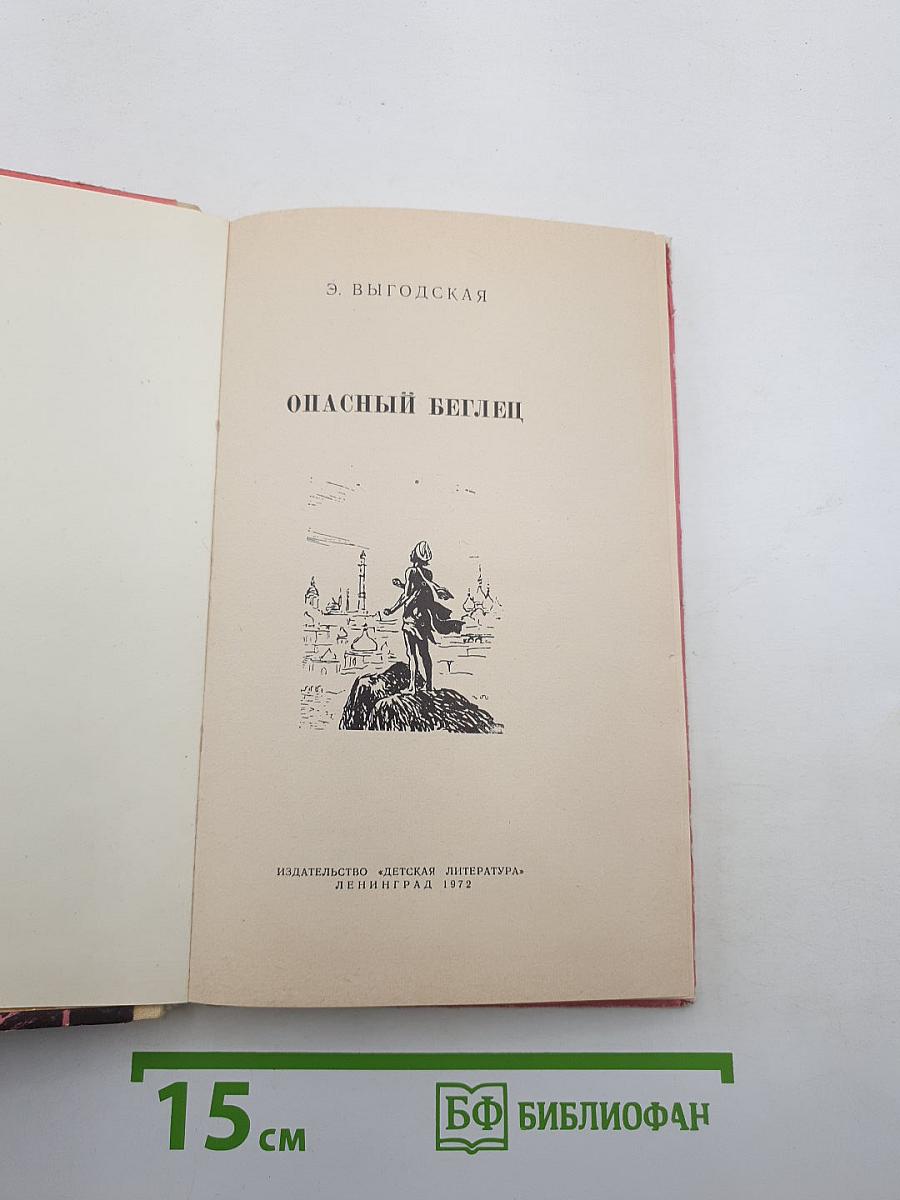 Э. ВЫГОДСКАЯ
ОПАСНЫЙ БЕГЛЕЦ
ИЗДАТЕЛЬСТВО «ДЕТСКАЯ ЛИТЕРАТУРА»
ЛЕНИНГРАД 1972
15 см
БФ БИБЛИОФАН